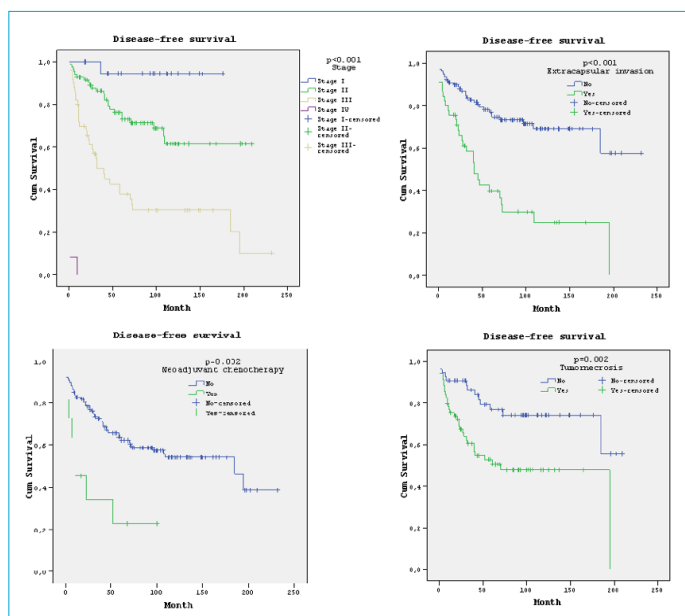 Disease-free survival
p<0.001
Stage
Stage I
Stage II
Stage III
Stage IV
Stage I-censored
Stage II-
censored
Stage III-
censored
1,0
0,8
0,6
0,4
0,2
0,0
Cum Survival
0 50 100 150 200 250
Month
Disease-free survival
p<0.001
Extracapsular invasion
No
Yes
No-censored
Yes-censored
1,0
0,8
0,6
0,4
0,2
0,0
Cum Survival
0 50 100 150 200 250
Month
Disease-free survival
p=0.002
Neoadjuvant chenotherapy
No
Yes
No-censored
Yes-censored
1,0
0,8
0,6
0,4
0,2
0,0
Cum Survival
0 50 100 150 200 250
Month
Disease-free survival
p=0.002
Tumornecrosis
No No-censored
Yes Yes-censored
1,0
0,8
0,6
0,4
0,2
0,0
Cum Survival
0 50 100 150 200 250
Month